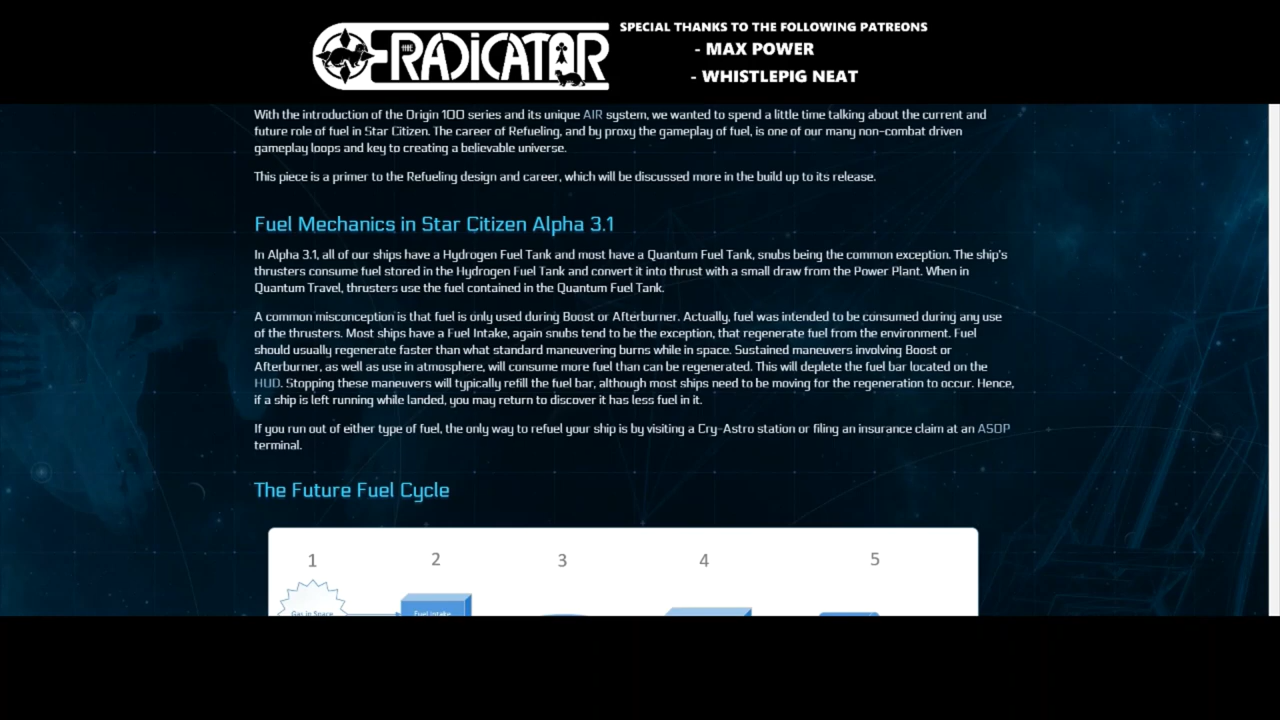 THE ERADICATOR
SPECIAL THANKS TO THE FOLLOWING PATREONS
- MAX POWER
- WHISTLEPIG NEAT
With the introduction of the Origin 100 series and its unique AIR system, we wanted to spend a little time talking about the current and
future role of fuel in Star Citizen. The career of Refueling, and by proxy the gameplay of fuel, is one of our many non-combat driven
gameplay loops and key to creating a believable universe.
This piece is a primer to the Refueling design and career, which will be discussed more in the build up to its release.
Fuel Mechanics in Star Citizen Alpha 3.1
In Alpha 3.1, all of our ships have a Hydrogen Fuel Tank and most have a Quantum Fuel Tank, snubs being the common exception. The ship's
thrusters consume fuel stored in the Hydrogen Fuel Tank and convert it into thrust with a small draw from the Power Plant. When in
Quantum Travel, thrusters use the fuel contained in the Quantum Fuel Tank.
A common misconception is that fuel is only used during Boost or Afterburner. Actually, fuel was intended to be consumed during any use
of the thrusters. Most ships have a Fuel Intake, again snubs tend to be the exception, that regenerate fuel from the environment. Fuel
should usually regenerate faster than what standard maneuvering burns while in space. Sustained maneuvers involving Boost or
Afterburner, as well as use in atmosphere, will consume more fuel than can be regenerated. This will deplete the fuel bar located on the
HUD. Stopping these maneuvers will typically refill the fuel bar, although most ships need to be moving for the regeneration to occur. Hence,
if a ship is left running while landed, you may return to discover it has less fuel in it.
If you run out of either type of fuel, the only way to refuel your ship is by visiting a Cry-Astro station or filing an insurance claim at an ASOP
terminal.
The Future Fuel Cycle
1 2 3 4 5
Gas in Space Fuel Intake